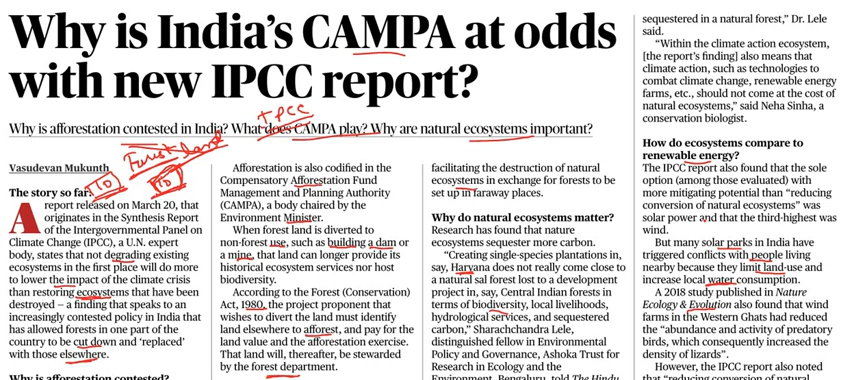 Why is India's CAMPA at odds
with new IPCC report?
Why is afforestation contested in India? What does CAMPA play? Why are natural ecosystems important?
IPCC
Forest land
10
10
Vasudevan Mukunth
The story so far:
A report released on March 20, that
originates in the Synthesis Report
of the Intergovernmental Panel on
Climate Change (IPCC), a U.N. expert
body, states that not degrading existing
ecosystems in the first place will do more
to lower the impact of the climate crisis
than restoring ecosystems that have been
destroyed — a finding that speaks to an
increasingly contested policy in India that
has allowed forests in one part of the
country to be cut down and 'replaced'
with those elsewhere.
Why is afforestation contested?
Afforestation is also codified in the
Compensatory Afforestation Fund
Management and Planning Authority
(CAMPA), a body chaired by the
Environment Minister.
When forest land is diverted to
non-forest use, such as building a dam or
a mine, that land can longer provide its
historical ecosystem services nor host
biodiversity.
According to the Forest (Conservation)
Act, 1980, the project proponent that
wishes to divert the land must identify
land elsewhere to afforest, and pay for the
land value and the afforestation exercise.
That land will, thereafter, be stewarded
by the forest department.
facilitating the destruction of natural
ecosystems in exchange for forests to be
set up in faraway places.
Why do natural ecosystems matter?
Research has found that nature
ecosystems sequester more carbon.
"Creating single-species plantations in,
say, Haryana does not really come close to
a natural sal forest lost to a development
project in, say, Central Indian forests in
terms of biodiversity, local livelihoods,
hydrological services, and sequestered
carbon," Sharachchandra Lele,
distinguished fellow in Environmental
Policy and Governance, Ashoka Trust for
Research in Ecology and the
Environment, Bengaluru, told The Hindu
sequestered in a natural forest," Dr. Lele
said.
"Within the climate action ecosystem,
[the report's finding] also means that
climate action, such as technologies to
combat climate change, renewable energy
farms, etc., should not come at the cost of
natural ecosystems," said Neha Sinha, a
conservation biologist.
How do ecosystems compare to
renewable energy?
The IPCC report also found that the sole
option (among those evaluated) with
more mitigating potential than "reducing
conversion of natural ecosystems" was
solar power and that the third-highest was
wind.
But many solar parks in India have
triggered conflicts with people living
nearby because they limit land-use and
increase local water consumption.
A 2018 study published in Nature
Ecology & Evolution also found that wind
farms in the Western Ghats had reduced
the "abundance and activity of predatory
birds, which consequently increased the
density of lizards".
However, the IPCC report also noted
that "reducing conversion of natural